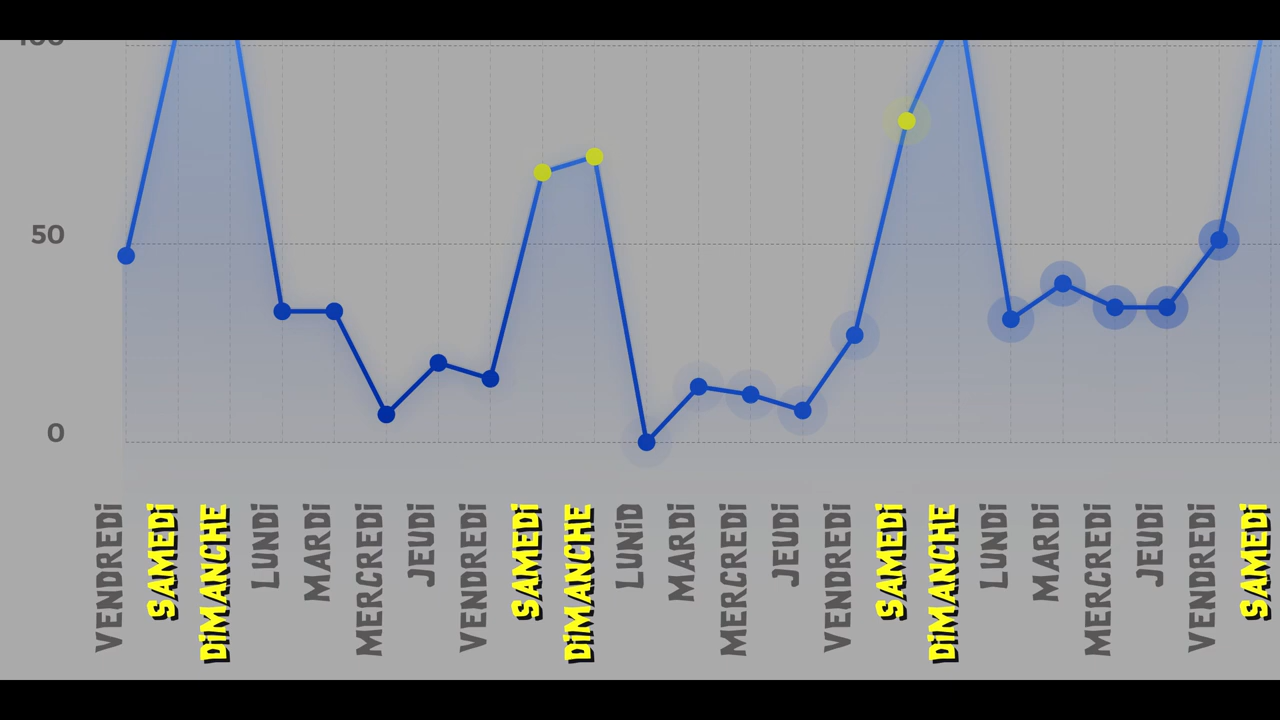 100
50
0
VENDREDi
SAMEDi
DiMANCHE
LUNDi
MARDi
MERCREDi
JEUDi
VENDREDi
SAMEDi
DiMANCHE
LUNiD
MARDi
MERCREDi
JEUDi
VENDREDi
SAMEDi
DiMANCHE
LUNDi
MARDi
MERCREDi
JEUDi
VENDREDi
SAMEDi